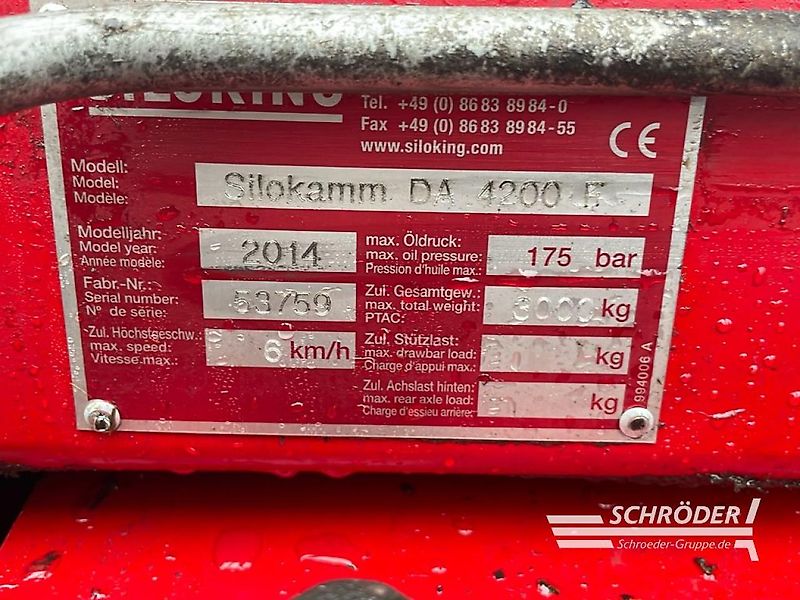 SILOKING
Tel. +49 (0) 86 83 89 84-0
Fax +49 (0) 86 83 89 84-55
www.siloking.com
CE
Modell:
Model:
Modèle:
Silokamm DA 4200 F
Modelljahr:
Model year:
Année modèle:
2014
max. Öldruck:
max. oil pressure:
Pression d'huile max.:
175 bar
Fabr.-Nr.:
Serial number:
N° de série:
53759
Zul. Gesamtgew.:
max. total weight:
PTAC:
3000 kg
Zul. Höchstgeschw.:
max. speed:
Vitesse max.:
6 km/h
Zul. Stützlast:
max. drawbar load:
Charge d'appui max.:
kg
Zul. Achslast hinten:
max. rear axle load:
Charge d'essieu arrière:
kg
994006 A
SCHRÖDER
Schroeder-Gruppe.de